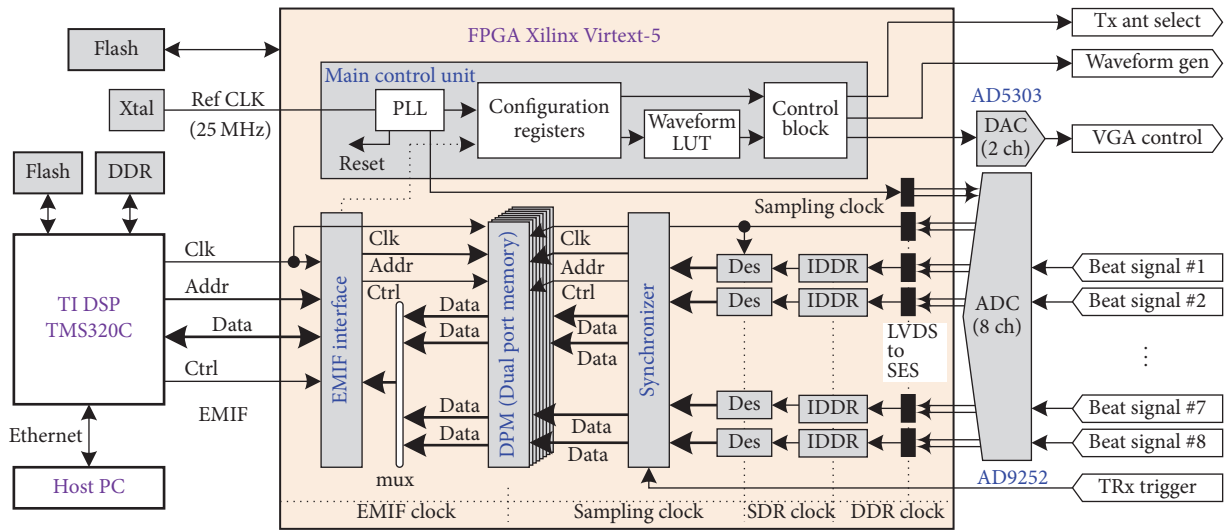 FPGA Xilinx Virtext-5
Flash
Tx ant select
Waveform gen
Main control unit
Xtal
Ref CLK
(25 MHz)
PLL
Reset
Configuration
registers
Waveform
LUT
Control
block
AD5303
DAC
(2 ch)
VGA control
Flash
DDR
Sampling clock
TI DSP
TMS320C
Clk
Addr
Data
Ctrl
EMIF
Ethernet
Host PC
EMIF interface
Clk
Addr
Ctrl
Data
Data
Data
Data
mux
DPM (Dual port memory)
Clk
Addr
Ctrl
Data
Data
Data
Data
Synchronizer
Des
IDDR
Des
IDDR
Des
IDDR
Des
IDDR
LVDS
to
SES
ADC
(8 ch)
AD9252
Beat signal #1
Beat signal #2
...
Beat signal #7
Beat signal #8
TRx trigger
EMIF clock
Sampling clock
SDR clock
DDR clock